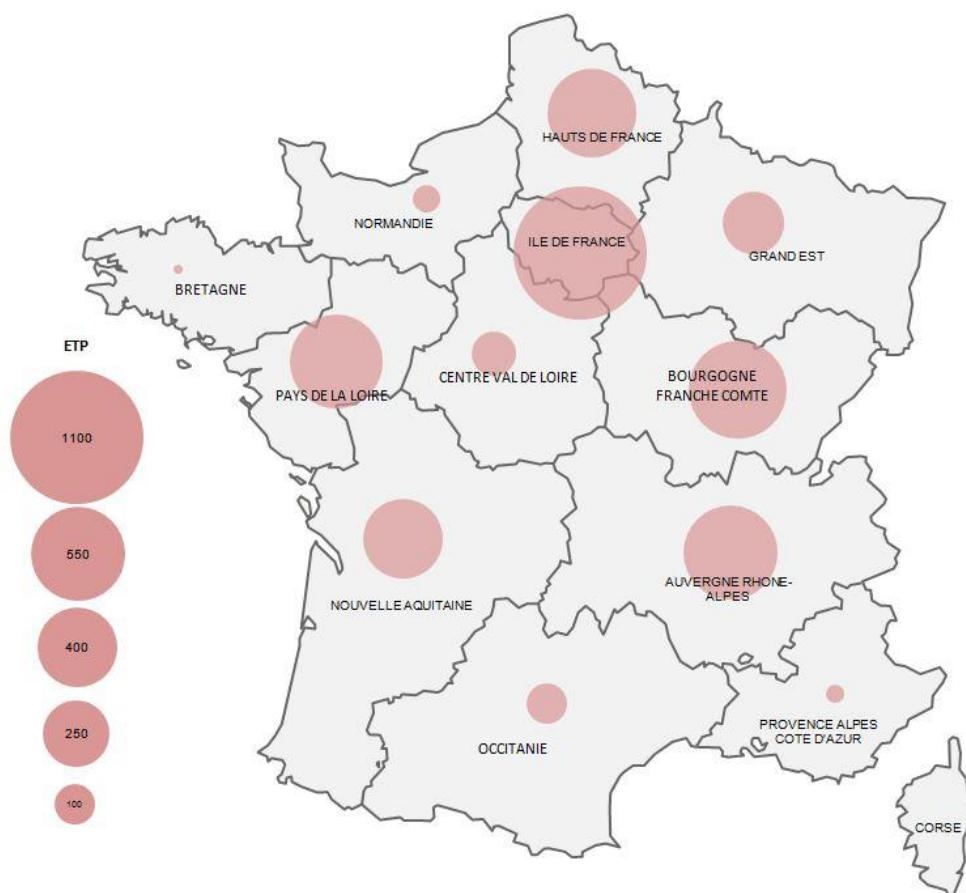 HAUTS DE FRANCE
NORMANDIE
ILE DE FRANCE
GRAND EST
BRETAGNE
ETP
1100
550
400
250
100
PAYS DE LA LOIRE
CENTRE VAL DE LOIRE
BOURGOGNE
FRANCHE COMTE
NOUVELLE AQUITAINE
AUVERGNE RHONE-
ALPES
OCCITANIE
PROVENCE ALPES
COTE D'AZUR
CORSE